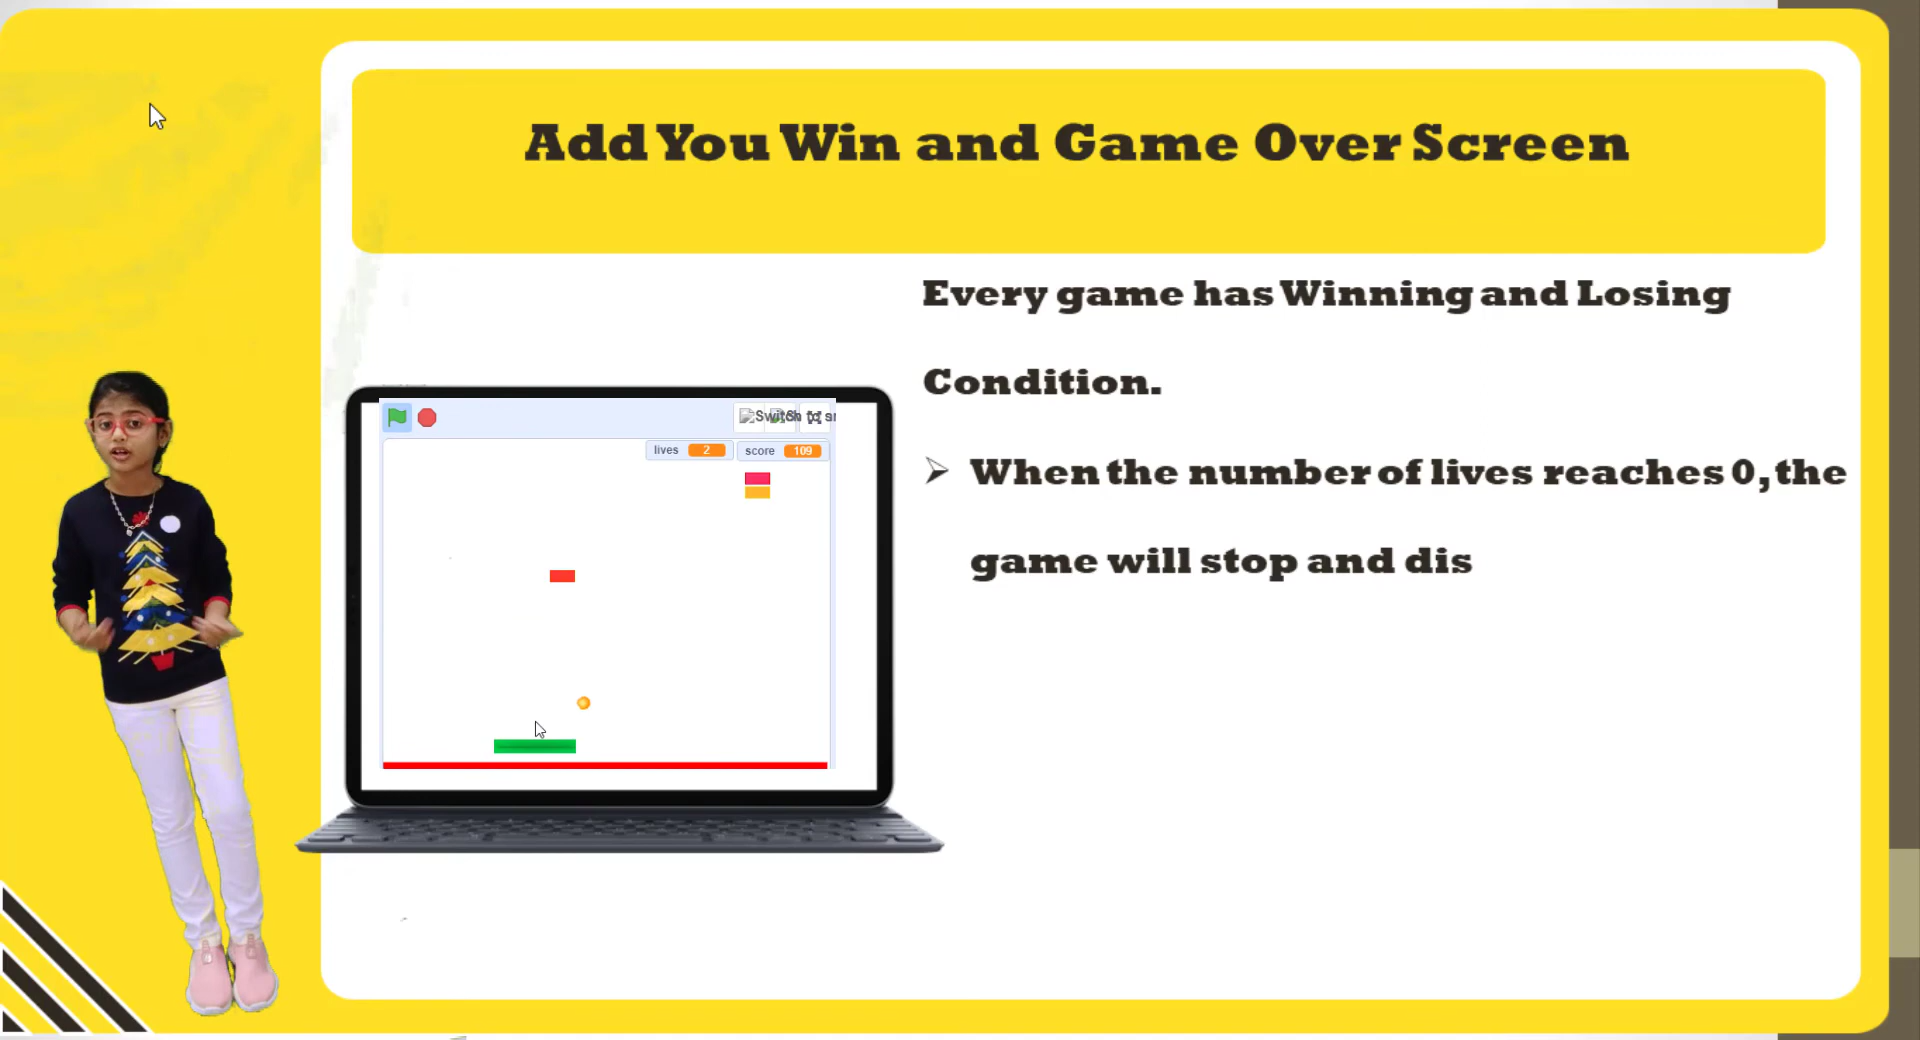 Add You Win and Game Over Screen
Every game has Winning and Losing
Condition.
When the number of lives reaches 0, the
game will stop and dis
lives 2 score 109